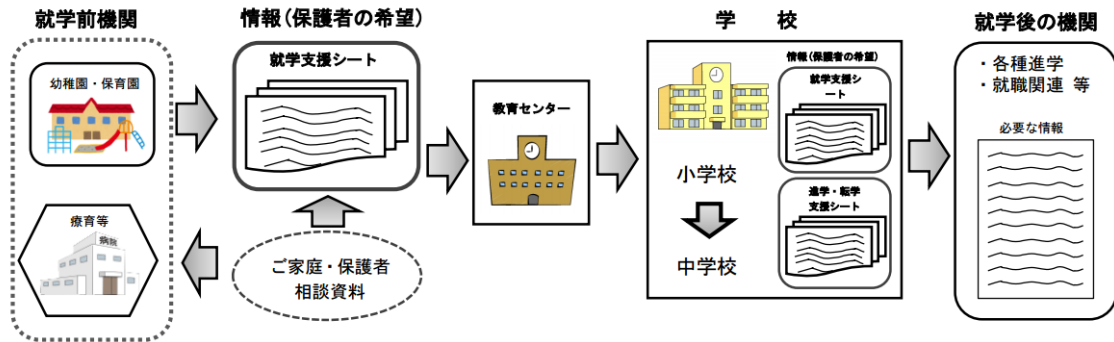 就学前機関
幼稚園・保育園
療育等
病院
情報(保護者の希望)
就学支援シート
ご家庭・保護者
相談資料
教育センター
学　校
小学校
中学校
情報(保護者の希望)
就学支援シ
ート
進学・転学
支援シート
就学後の機関
・各種進学
・就職関連 等
必要な情報